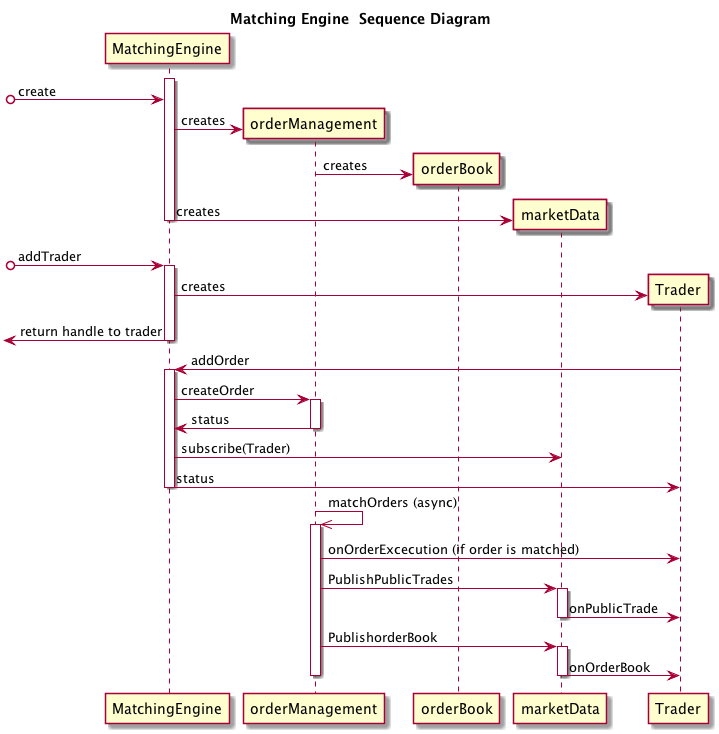 Matching Engine  Sequence Diagram
MatchingEngine
create
creates
orderManagement
creates
orderBook
creates
marketData
addTrader
creates
Trader
return handle to trader
addOrder
createOrder
status
subscribe(Trader)
status
matchOrders (async)
onOrderExcecution (if order is matched)
PublishPublicTrades
onPublicTrade
PublishorderBook
onOrderBook
MatchingEngine
orderManagement
orderBook
marketData
Trader